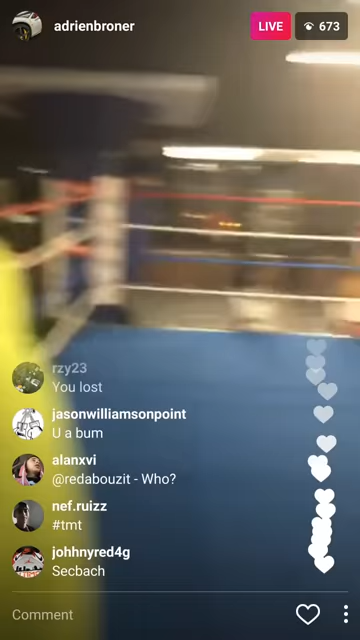 adrienbroner
LIVE
673
rzy23
You lost
jasonwilliamsonpoint
U a bum
alanxvi
@redabouzit - Who?
nef.ruizz
#tmt
johhnyred4g
Secbach
Comment